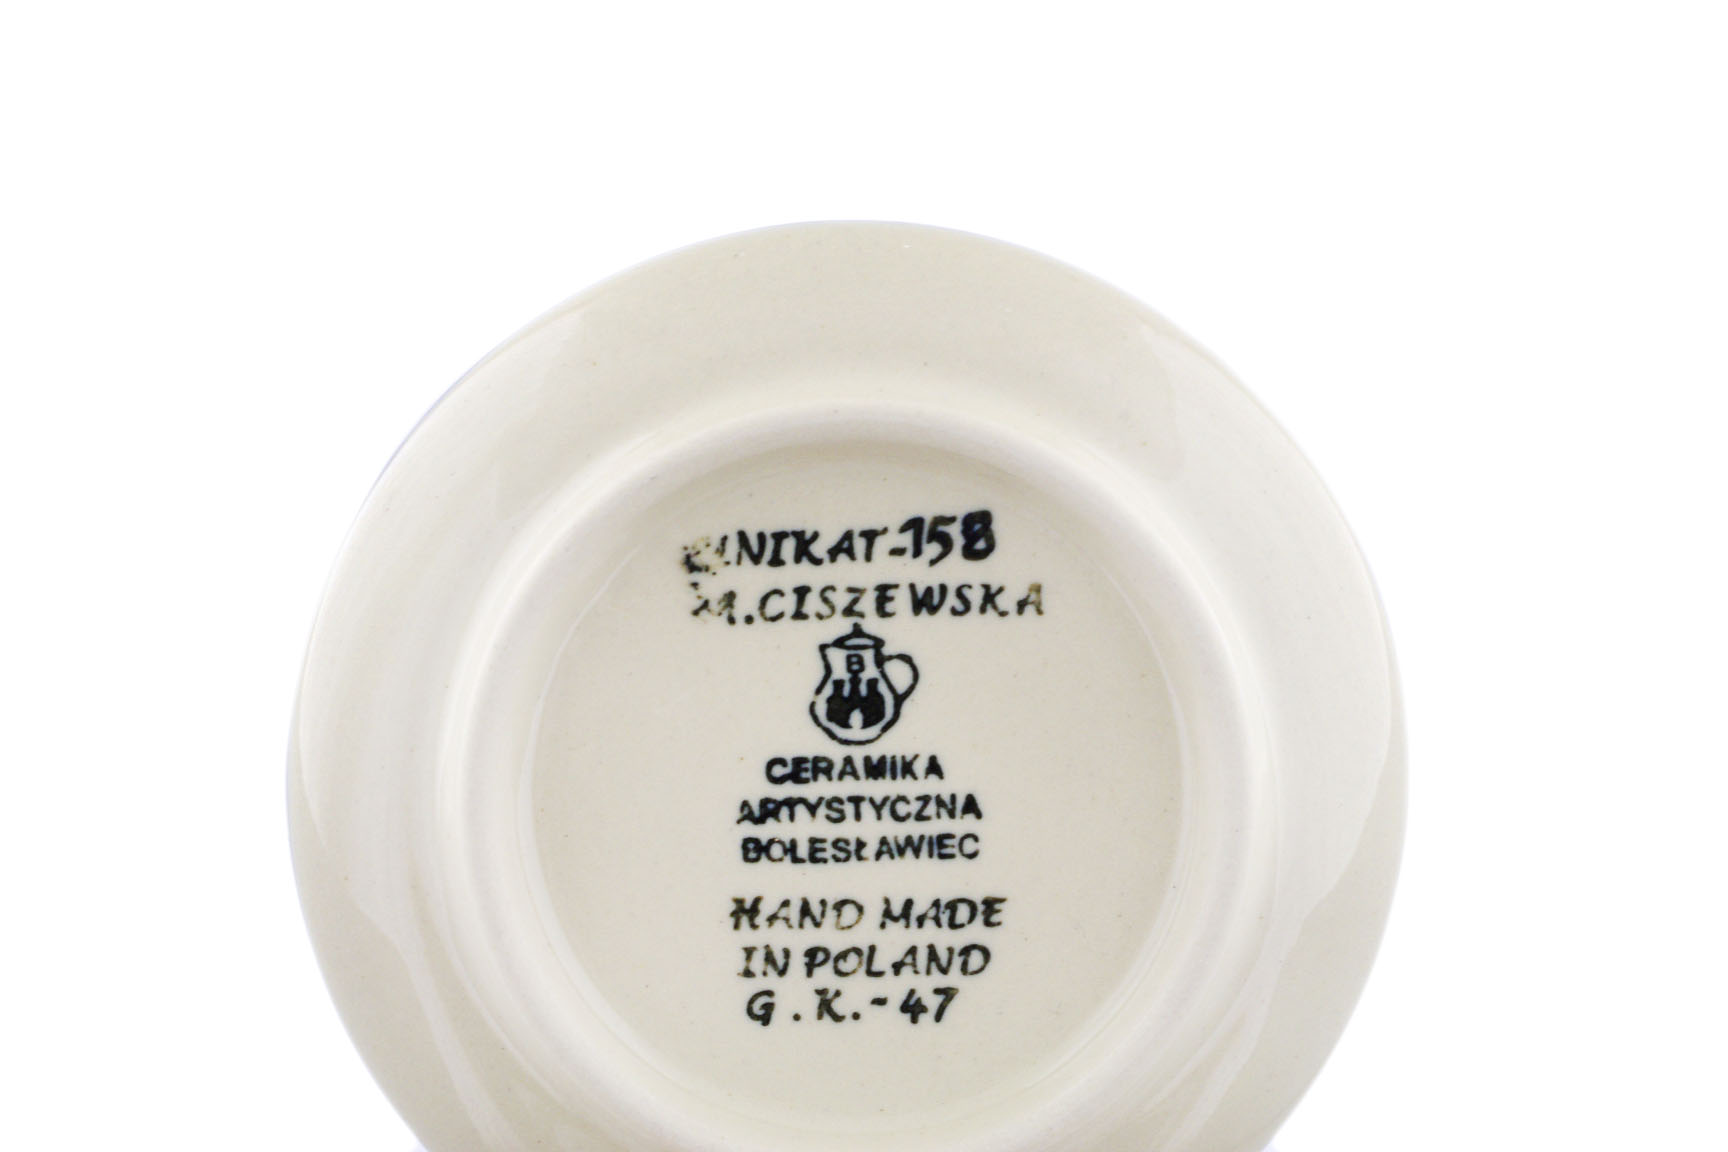 UNIKAT-158
M.CISZEWSKA
B
CERAMIKA
ARTYSTYCZNA
BOLESŁAWIEC
HAND MADE
IN POLAND
G.K.-47